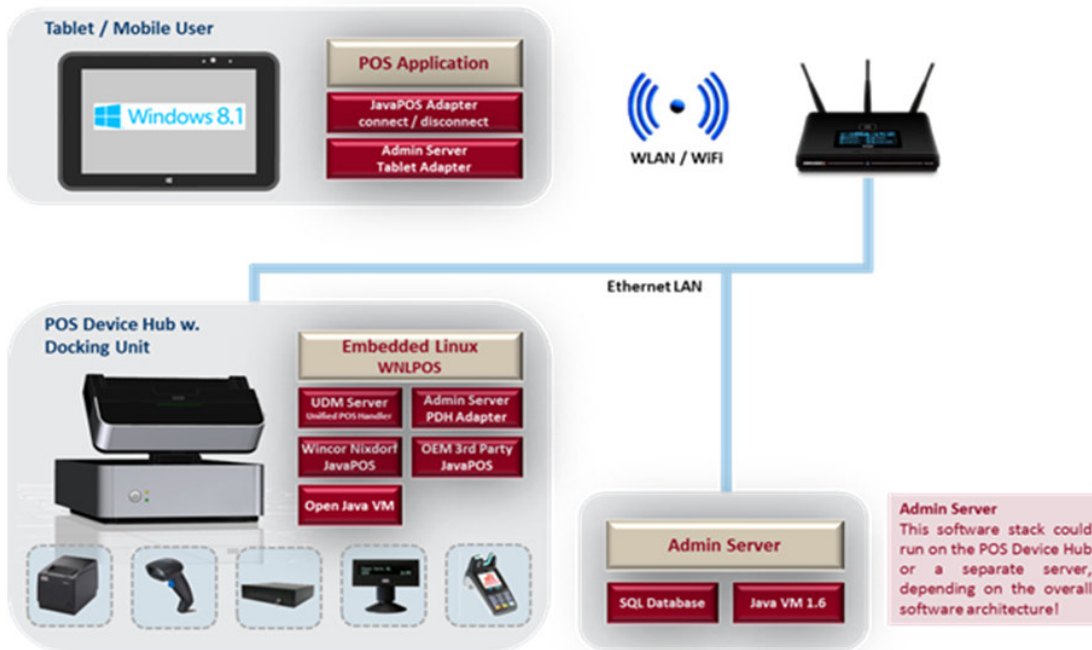 Tablet / Mobile User
Windows 8.1
POS Application
JavaPOS Adapter
connect / disconnect
Admin Server
Tablet Adapter
WLAN / WiFi
Ethernet LAN
POS Device Hub w.
Docking Unit
Embedded Linux
WNLPOS
UDM Server
Unified POS Handler
Admin Server
PDH Adapter
Wincor Nixdorf
JavaPOS
OEM 3rd Party
JavaPOS
Open Java VM
Admin Server
SQL Database
Java VM 1.6
Admin Server
This software stack could
run on the POS Device Hub
or a separate server,
depending on the overall
software architecture!